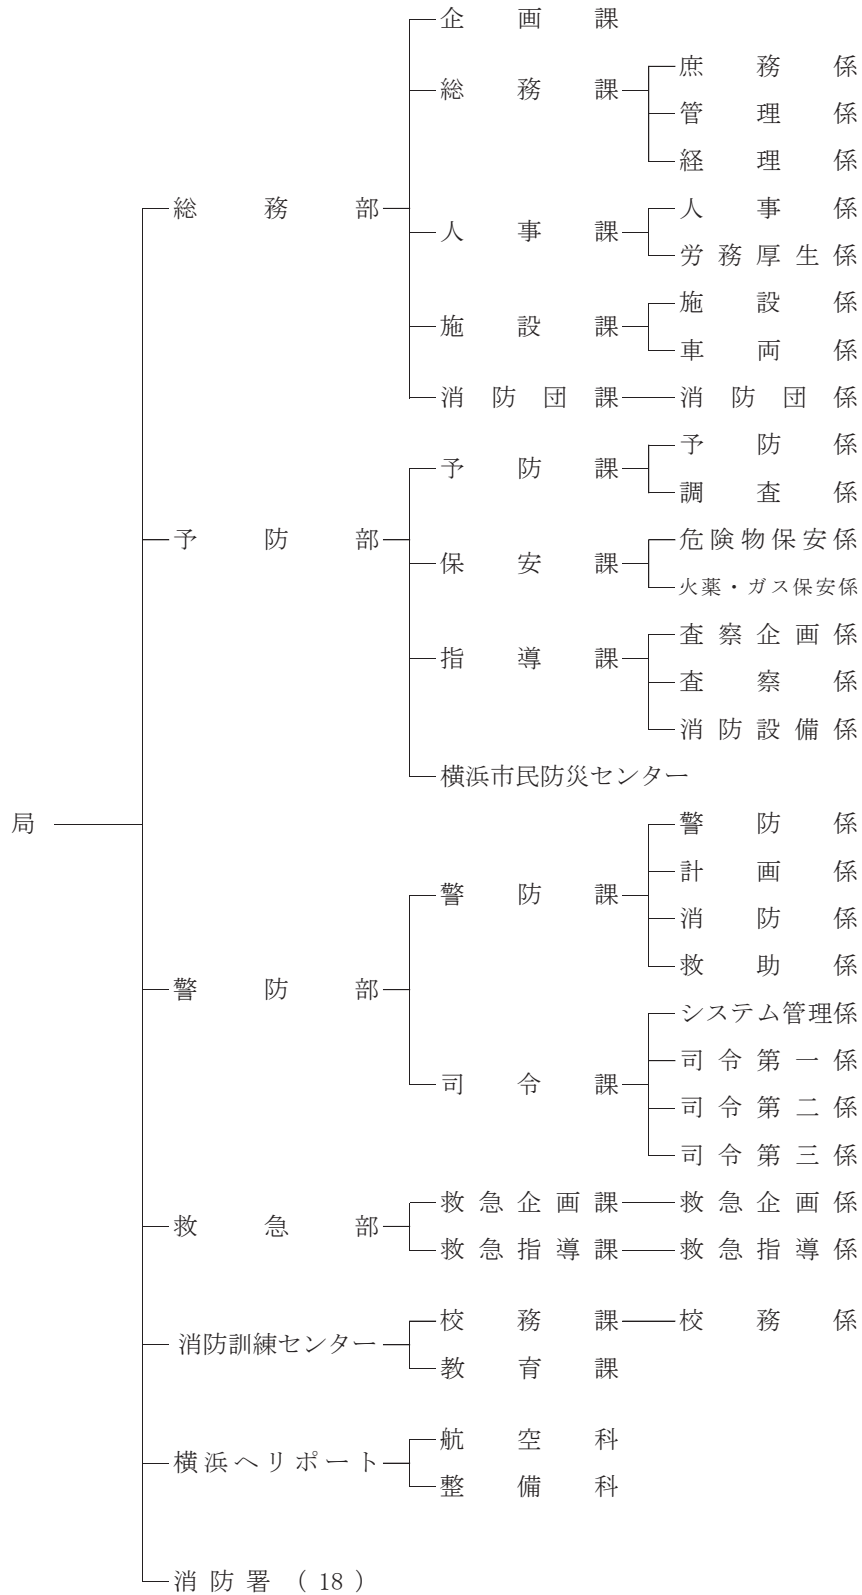 企画課
総務課
庶務係
管理係
経理係
総務部
人事課
人事係
労務厚生係
施設課
施設係
車両係
消防団課
消防団係
予防部
予防課
予防係
調査係
保安課
危険物保安係
火薬・ガス保安係
指導課
査察企画係
査察係
消防設備係
横浜市民防災センター
局
警防部
警防課
警防係
計画係
消防係
救助係
司令課
システム管理係
司令第一係
司令第二係
司令第三係
救急部
救急企画課
救急企画係
救急指導課
救急指導係
消防訓練センター
校務課
校務係
教育課
横浜ヘリポート
航空科
整備科
消防署（18）